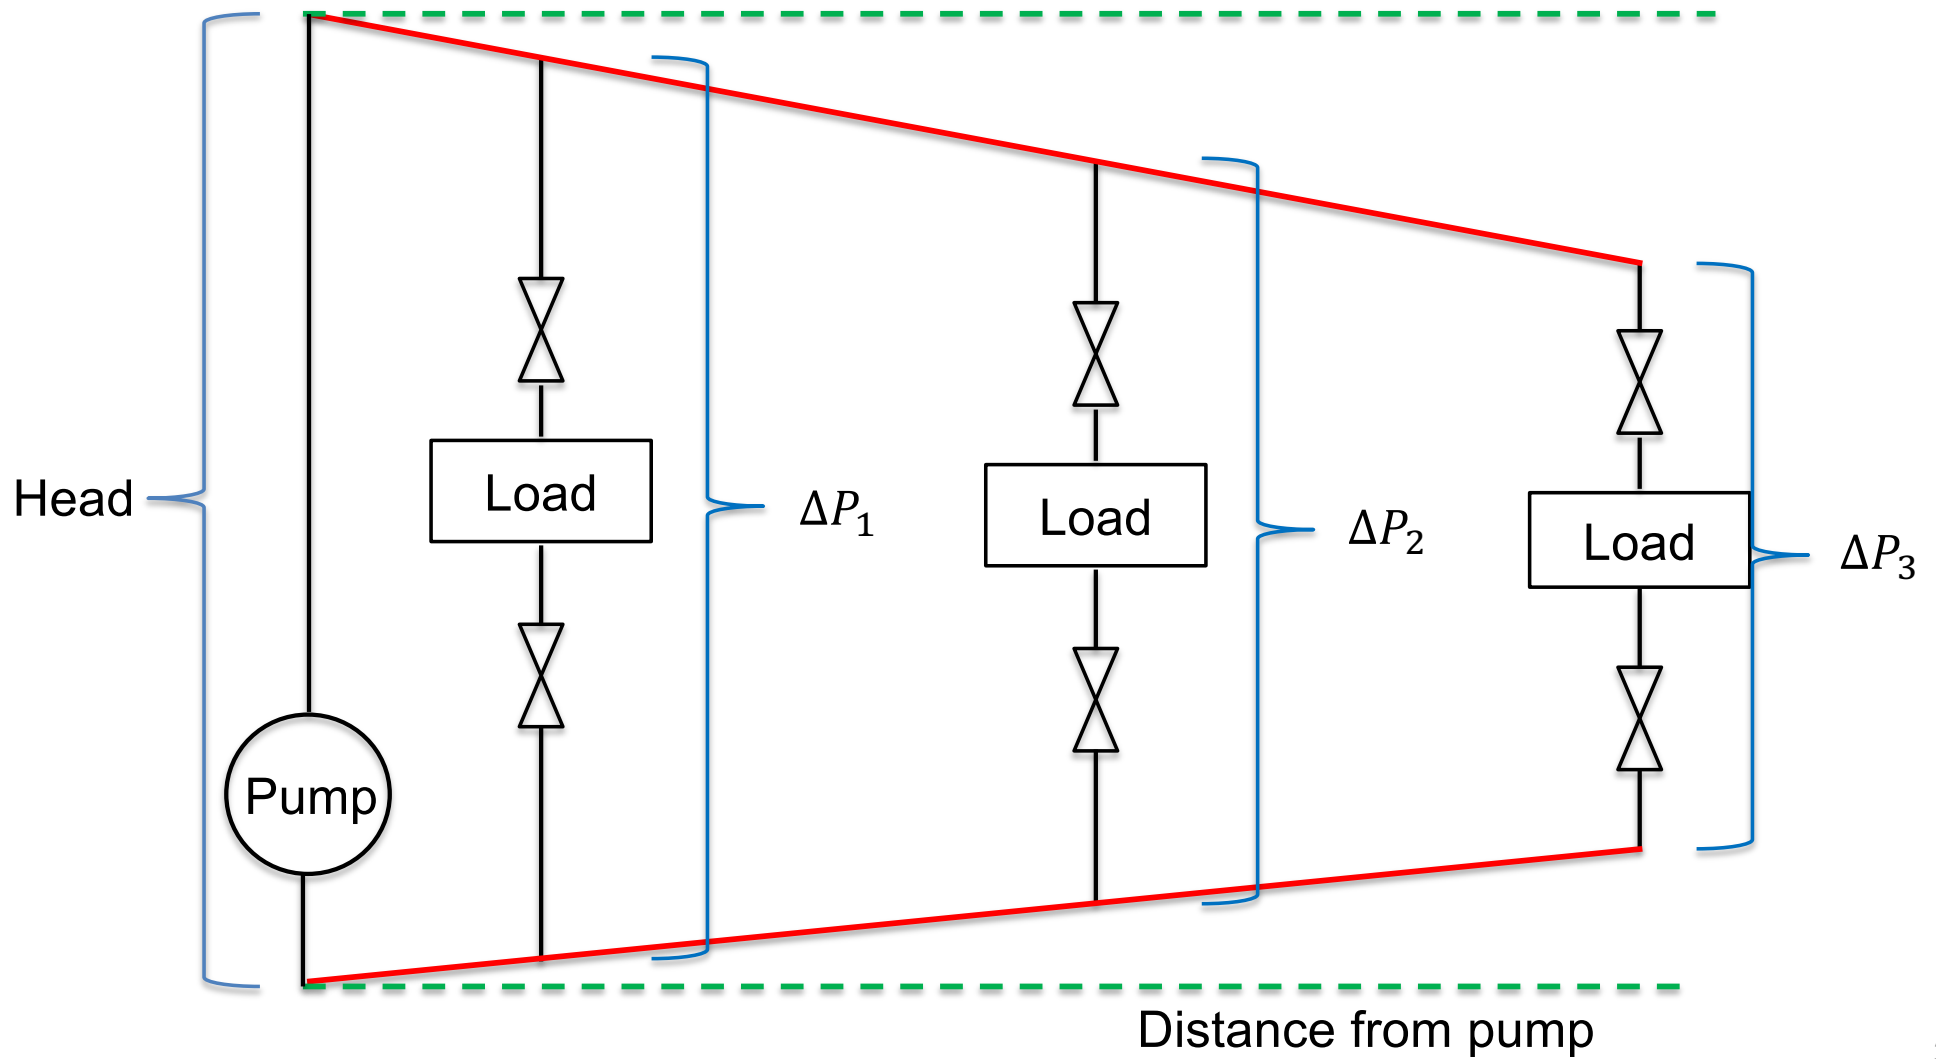 Head
Load
ΔP₁
Load
ΔP₂
Load
ΔP₃
Pump
Distance from pump